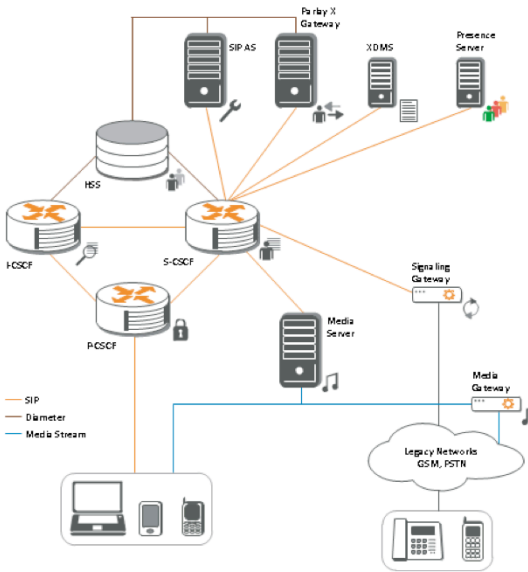 Parlay X
Gateway
SIP AS
XDMS
Presence
Server
HSS
I-CSCF
S-CSCF
Signaling
Gateway
P-CSCF
Media
Server
Media
Gateway
SIP
Diameter
Media Stream
Legacy Networks
GSM, PSTN